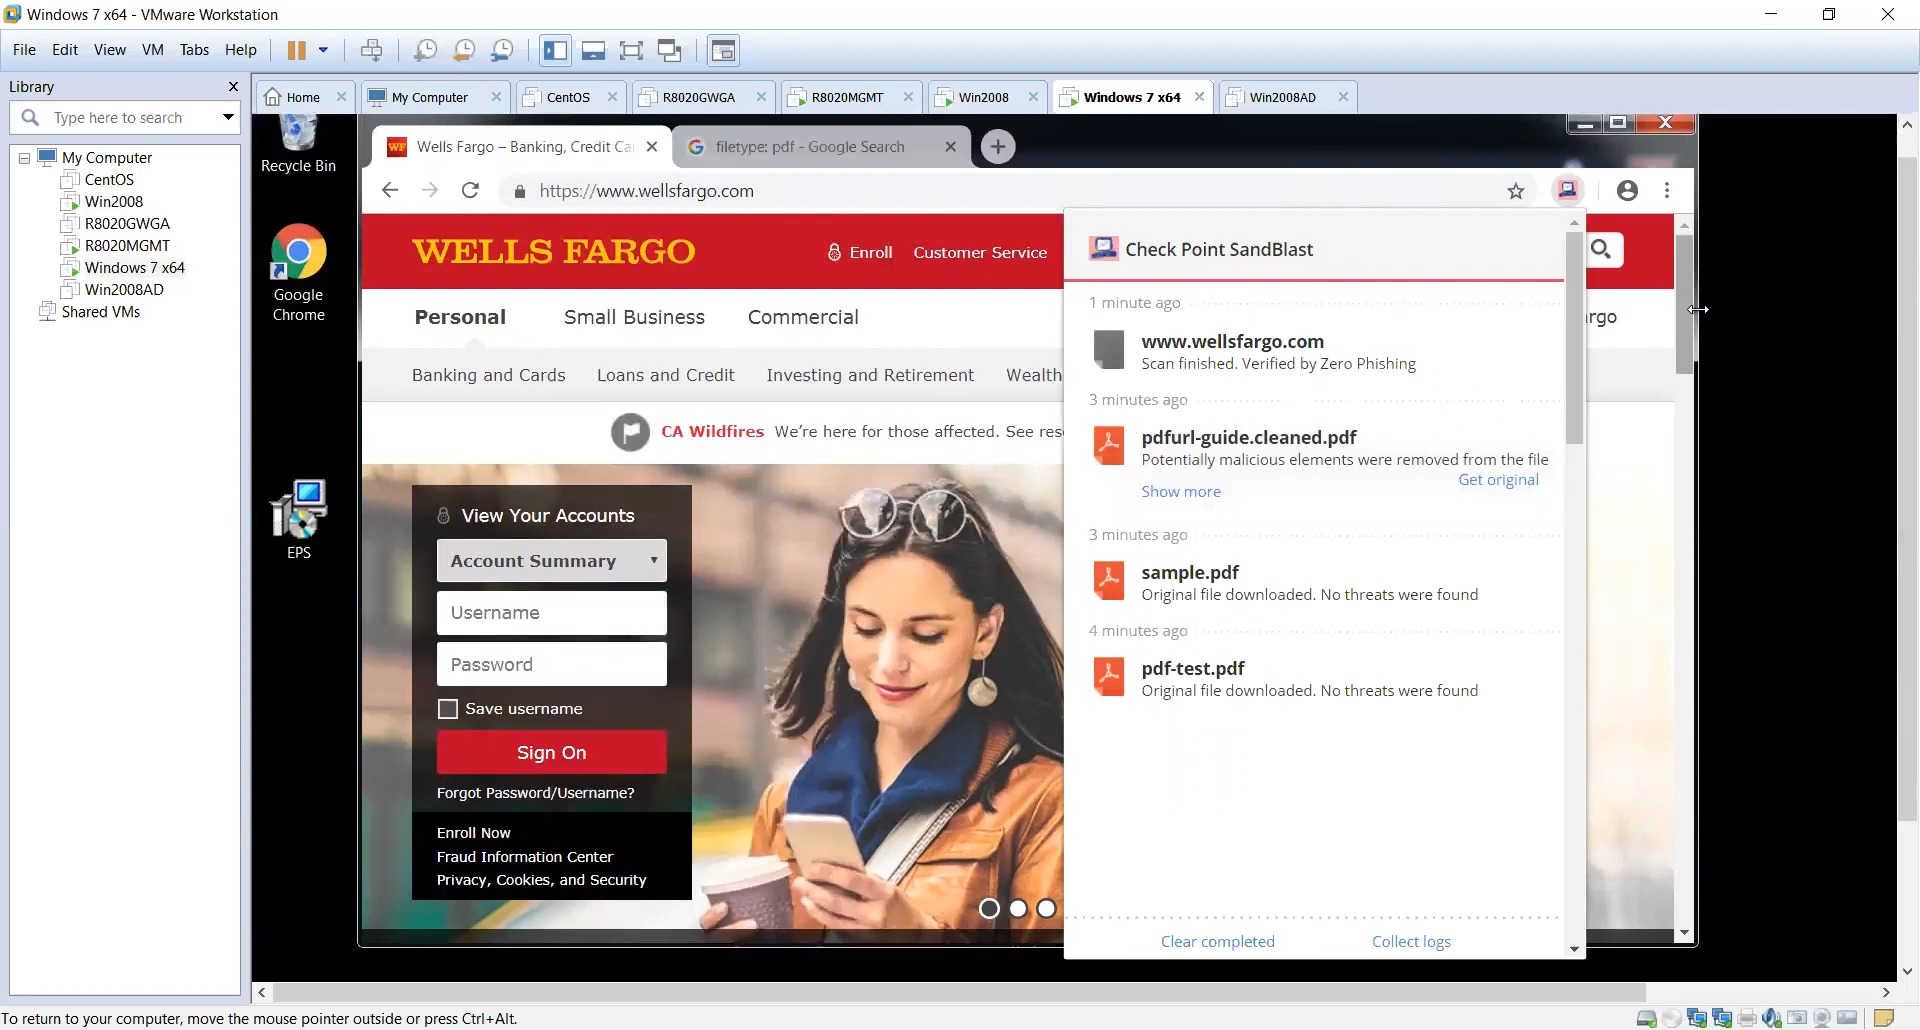 Windows 7 x64 - VMware Workstation
File Edit View VM Tabs Help
Library
Type here to search
My Computer
CentOS
Win2008
R8020GWGA
R8020MGMT
Windows 7 x64
Win2008AD
Shared VMs
Home
My Computer
CentOS
R8020GWGA
R8020MGMT
Win2008
Windows 7 x64
Win2008AD
Recycle Bin
Google
Chrome
EPS
WF
Wells Fargo – Banking, Credit Ca
filetype: pdf - Google Search
https://www.wellsfargo.com
WELLS FARGO
Enroll
Customer Service
Personal
Small Business
Commercial
argo
Banking and Cards
Loans and Credit
Investing and Retirement
Wealth
CA Wildfires We're here for those affected. See res
View Your Accounts
Account Summary
Username
Password
Save username
Sign On
Forgot Password/Username?
Enroll Now
Fraud Information Center
Privacy, Cookies, and Security
Check Point SandBlast
1 minute ago
www.wellsfargo.com
Scan finished. Verified by Zero Phishing
3 minutes ago
pdfurl-guide.cleaned.pdf
Potentially malicious elements were removed from the file
Get original
Show more
3 minutes ago
sample.pdf
Original file downloaded. No threats were found
4 minutes ago
pdf-test.pdf
Original file downloaded. No threats were found
Clear completed
Collect logs
To return to your computer, move the mouse pointer outside or press Ctrl+Alt.